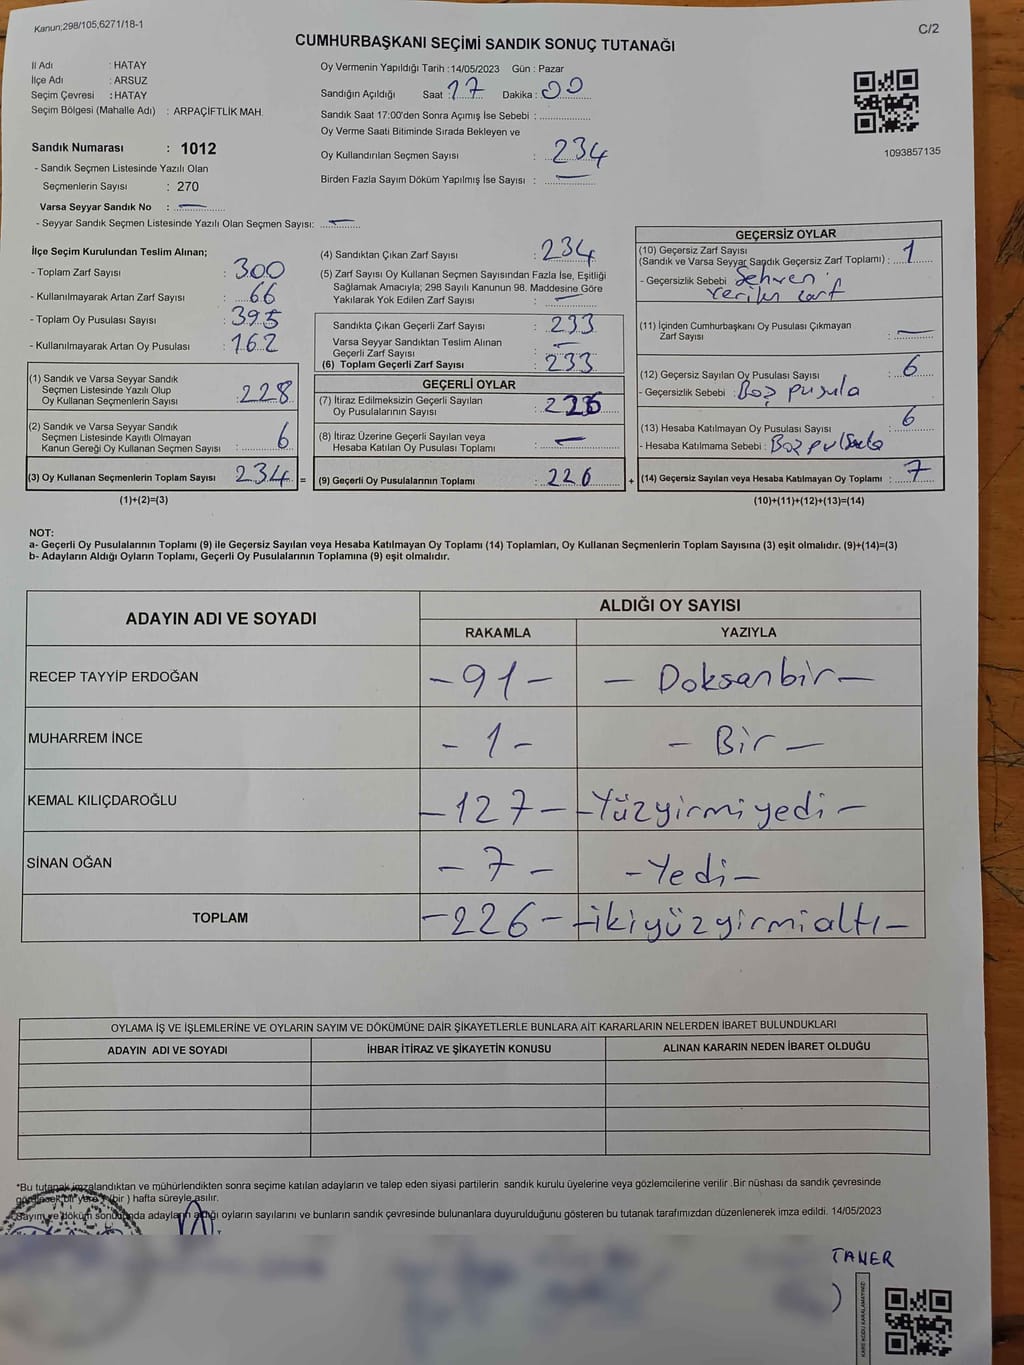 Kanun;298/105,6271/18-1
C/2
CUMHURBAŞKANI SEÇİMİ SANDIK SONUÇ TUTANAĞI
İl Adı : HATAY
İlçe Adı : ARSUZ
Seçim Çevresi : HATAY
Seçim Bölgesi (Mahalle Adı) : ARPAÇİFTLİK MAH.
Sandık Numarası : 1012
- Sandık Seçmen Listesinde Yazılı Olan
Seçmenlerin Sayısı : 270
Varsa Seyyar Sandık No : —
- Seyyar Sandık Seçmen Listesinde Yazılı Olan Seçmen Sayısı: —
Oy Vermenin Yapıldığı Tarih : 14/05/2023 Gün : Pazar
Sandığın Açıldığı Saat : 17 Dakika : 00
Sandık Saat 17:00'den Sonra Açımış İse Sebebi :
Oy Verme Saati Bitiminde Sırada Bekleyen ve
Oy Kullandırılan Seçmen Sayısı : 234
Birden Fazla Sayım Döküm Yapılmış İse Sayısı : —
1093857135
İlçe Seçim Kurulundan Teslim Alınan;
- Toplam Zarf Sayısı : 300
- Kullanılmayarak Artan Zarf Sayısı : 66
- Toplam Oy Pusulası Sayısı : 395
- Kullanılmayarak Artan Oy Pusulası : 162
(1) Sandık ve Varsa Seyyar Sandık
Seçmen Listesinde Yazılı Olup
Oy Kullanan Seçmenlerin Sayısı : 228
(2) Sandık ve Varsa Seyyar Sandık
Seçmen Listesinde Kayıtlı Olmayan
Kanun Gereği Oy Kullanan Seçmen Sayısı : 6
(3) Oy Kullanan Seçmenlerin Toplam Sayısı 234 =
(1)+(2)=(3)
(4) Sandıktan Çıkan Zarf Sayısı : 234
(5) Zarf Sayısı Oy Kullanan Seçmen Sayısından Fazla İse, Eşitliği
Sağlamak Amacıyla; 298 Sayılı Kanunun 98. Maddesine Göre
Yakılarak Yok Edilen Zarf Sayısı : —
Sandıkta Çıkan Geçerli Zarf Sayısı : 233
Varsa Seyyar Sandıktan Teslim Alınan
Geçerli Zarf Sayısı : —
(6) Toplam Geçerli Zarf Sayısı : 233
GEÇERLİ OYLAR
(7) İtiraz Edilmeksizin Geçerli Sayılan
Oy Pusulalarının Sayısı : 226
(8) İtiraz Üzerine Geçerli Sayılan veya
Hesaba Katılan Oy Pusulası Toplamı : —
(9) Geçerli Oy Pusulalarının Toplamı : 226 +
GEÇERSİZ OYLAR
(10) Geçersiz Zarf Sayısı
(Sandık ve Varsa Seyyar Sandık Geçersiz Zarf Toplamı) : 1
- Geçersizlik Sebebi : Sehven
verilen zarf
(11) İçinden Cumhurbaşkanı Oy Pusulası Çıkmayan
Zarf Sayısı : —
(12) Geçersiz Sayılan Oy Pusulası Sayısı : 6
- Geçersizlik Sebebi : Boş pusula
(13) Hesaba Katılmayan Oy Pusulası Sayısı : 6
- Hesaba Katılmama Sebebi : Boş pulsula
(14) Geçersiz Sayılan veya Hesaba Katılmayan Oy Toplamı : 7
(10)+(11)+(12)+(13)=(14)
NOT:
a- Geçerli Oy Pusulalarının Toplamı (9) ile Geçersiz Sayılan veya Hesaba Katılmayan Oy Toplamı (14) Toplamları, Oy Kullanan Seçmenlerin Toplam Sayısına (3) eşit olmalıdır. (9)+(14)=(3)
b- Adayların Aldığı Oyların Toplamı, Geçerli Oy Pusulalarının Toplamına (9) eşit olmalıdır.
ADAYIN ADI VE SOYADI
ALDIĞI OY SAYISI
RAKAMLA YAZIYLA
RECEP TAYYİP ERDOĞAN -91- - Doksanbir -
MUHARREM İNCE - 1 - - Bir -
KEMAL KILIÇDAROĞLU -127- -Yüzyirmiyedi-
SİNAN OĞAN - 7 - -Yedi-
TOPLAM -226- -ikiyüzyirmialtı-
OYLAMA İŞ VE İŞLEMLERİNE VE OYLARIN SAYIM VE DÖKÜMÜNE DAİR ŞİKAYETLERLE BUNLARA AİT KARARLARIN NELERDEN İBARET BULUNDUKLARI
ADAYIN ADI VE SOYADI İHBAR İTİRAZ VE ŞİKAYETİN KONUSU ALINAN KARARIN NEDEN İBARET OLDUĞU
*Bu tutanak imzalandıktan ve mühürlendikten sonra seçime katılan adayların ve talep eden siyasi partilerin sandık kurulu üyelerine veya gözlemcilerine verilir .Bir nüshası da sandık çevresinde
görülecek bir yere 1 (bir ) hafta süreyle asılır.
Sayım ve döküm sonucunda adayların aldığı oyların sayılarını ve bunların sandık çevresinde bulunanlara duyurulduğunu gösteren bu tutanak tarafımızdan düzenlenerek imza edildi. 14/05/2023
TANER
KARE KODU KARALAMAYINIZ!